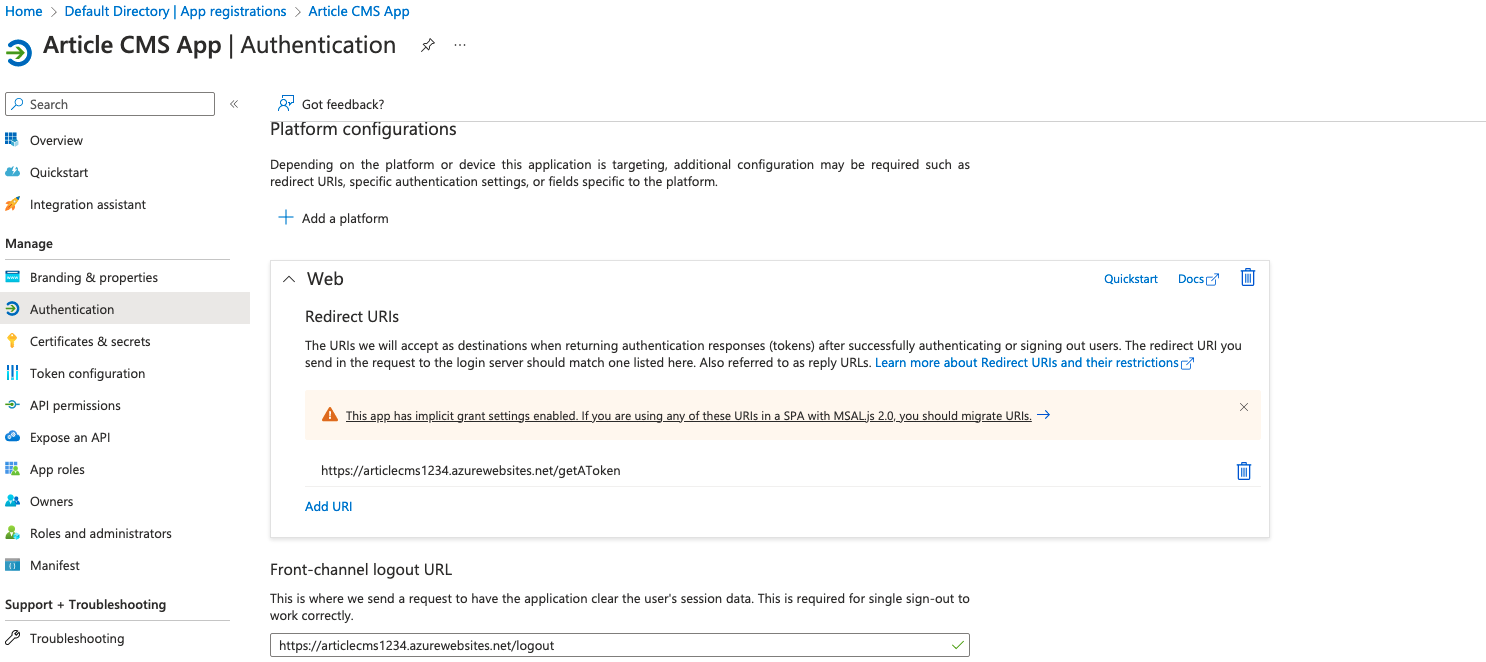 Home > Default Directory | App registrations > Article CMS App
Article CMS App | Authentication
Search
Got feedback?
Overview
Quickstart
Integration assistant
Manage
Branding & properties
Authentication
Certificates & secrets
Token configuration
API permissions
Expose an API
App roles
Owners
Roles and administrators
Manifest
Support + Troubleshooting
Troubleshooting
Platform configurations
Depending on the platform or device this application is targeting, additional configuration may be required such as
redirect URIs, specific authentication settings, or fields specific to the platform.
Add a platform
Web
Quickstart
Docs
Redirect URIs
The URIs we will accept as destinations when returning authentication responses (tokens) after successfully authenticating or signing out users. The redirect URI you
send in the request to the login server should match one listed here. Also referred to as reply URLs. Learn more about Redirect URIs and their restrictions
This app has implicit grant settings enabled. If you are using any of these URIs in a SPA with MSAL.js 2.0, you should migrate URIs.
https://articlecms1234.azurewebsites.net/getAToken
Add URI
Front-channel logout URL
This is where we send a request to have the application clear the user's session data. This is required for single sign-out to
work correctly.
https://articlecms1234.azurewebsites.net/logout